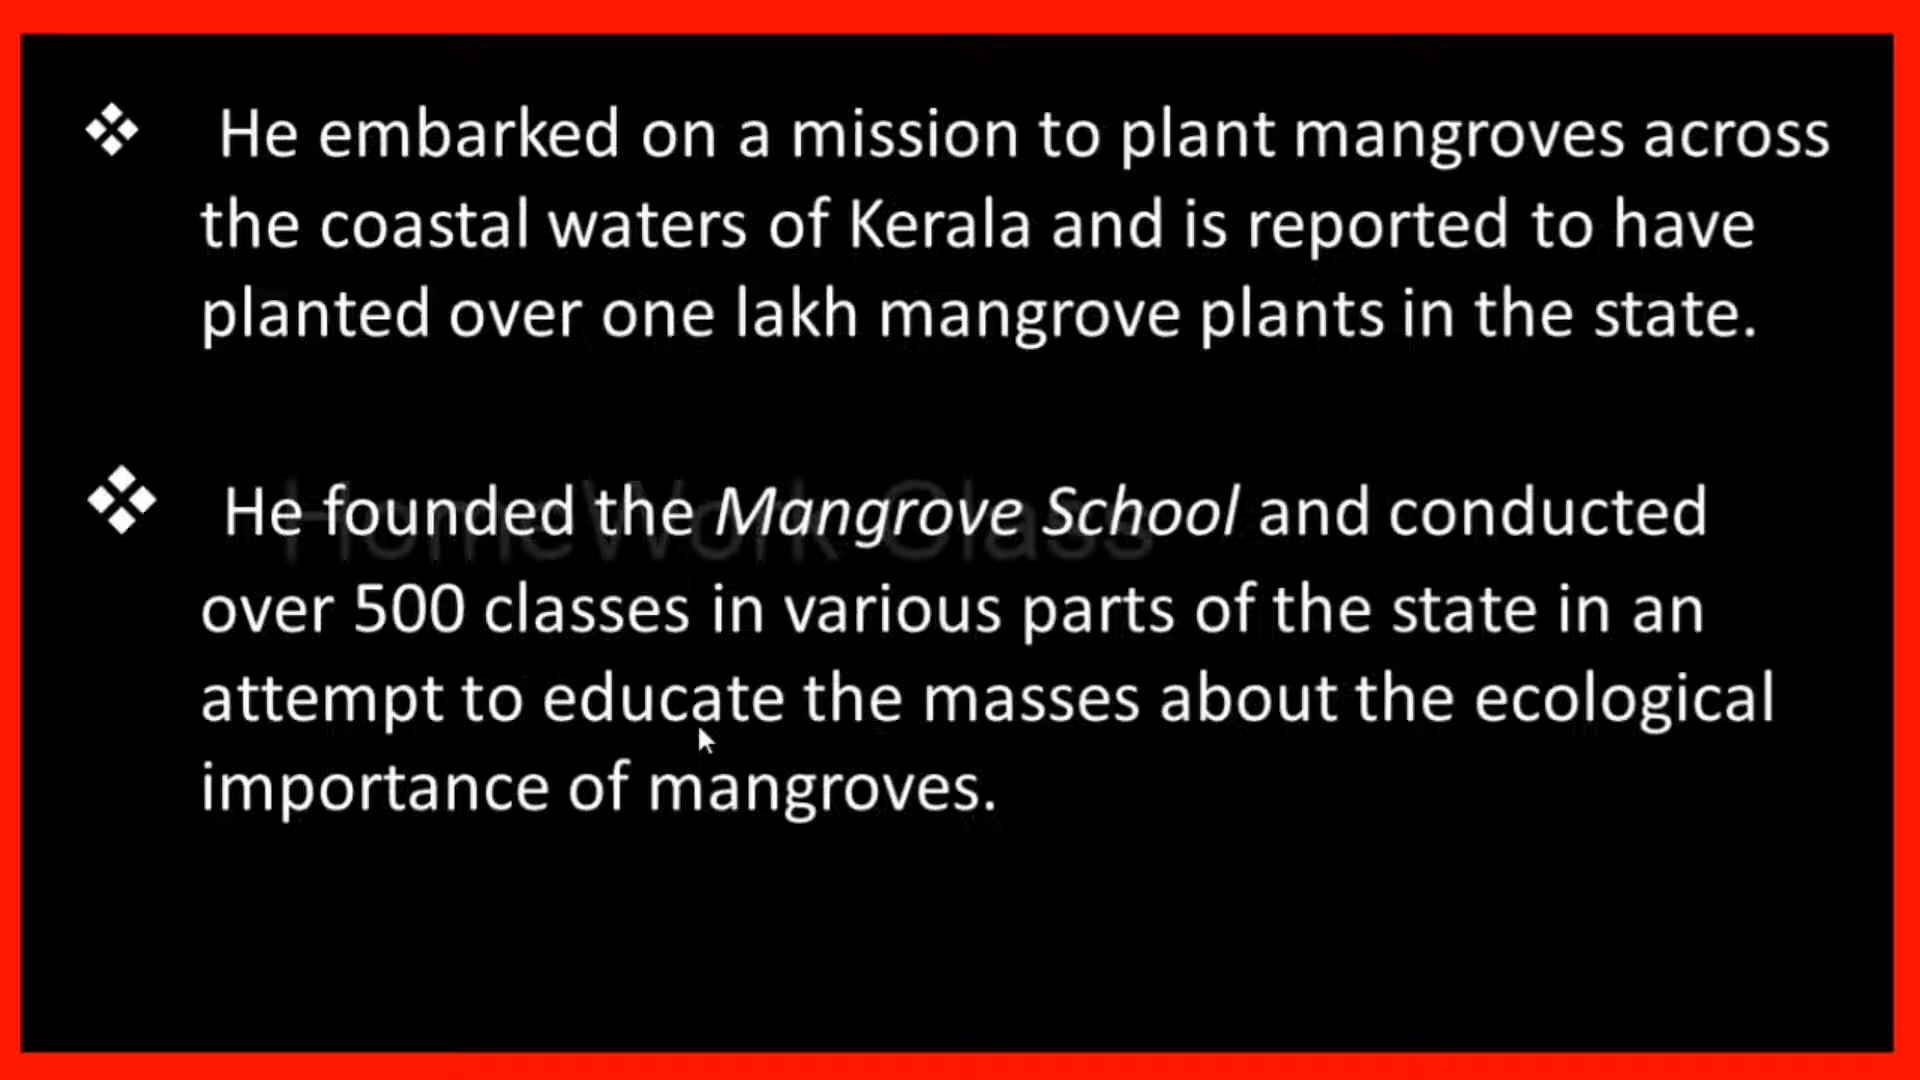 ❖ He embarked on a mission to plant mangroves across
the coastal waters of Kerala and is reported to have
planted over one lakh mangrove plants in the state.
❖ He founded the Mangrove School and conducted
HomeWork Class
over 500 classes in various parts of the state in an
attempt to educate the masses about the ecological
importance of mangroves.